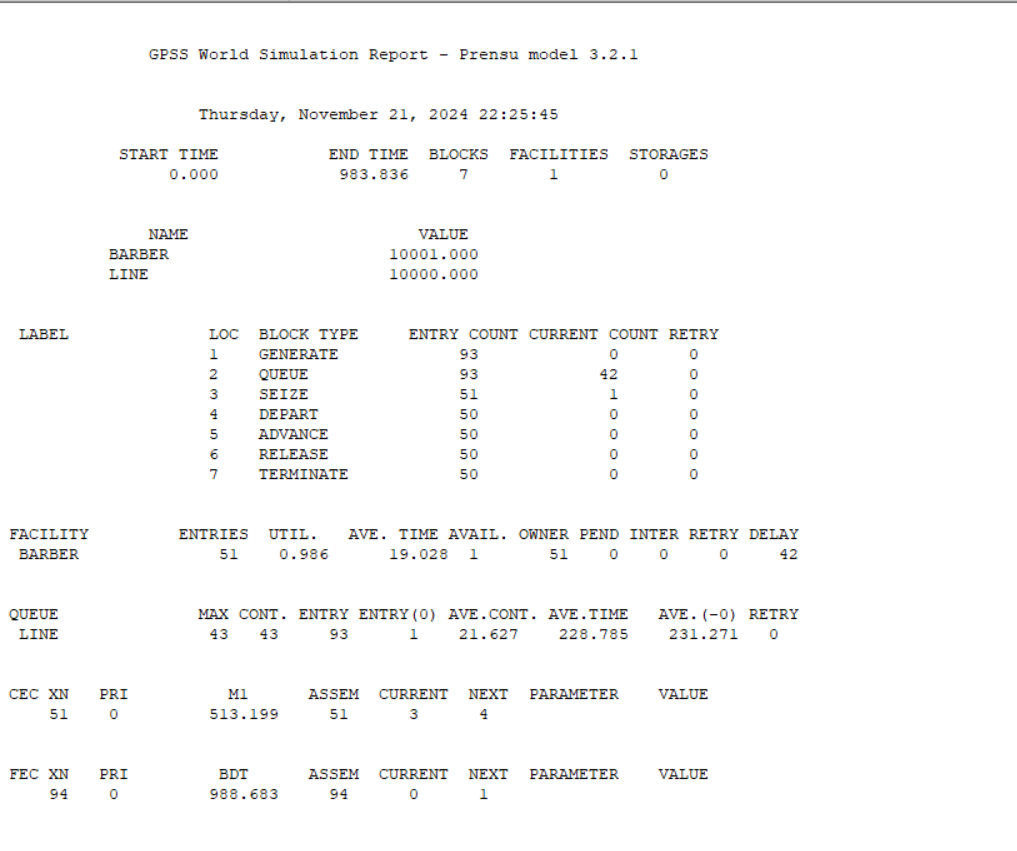 GPSS World Simulation Report - Prensu model 3.2.1
Thursday, November 21, 2024 22:25:45
START TIME END TIME BLOCKS FACILITIES STORAGES
0.000 983.836 7 1 0
NAME VALUE
BARBER 10001.000
LINE 10000.000
LABEL LOC BLOCK TYPE ENTRY COUNT CURRENT COUNT RETRY
1 GENERATE 93 0 0
2 QUEUE 93 42 0
3 SEIZE 51 1 0
4 DEPART 50 0 0
5 ADVANCE 50 0 0
6 RELEASE 50 0 0
7 TERMINATE 50 0 0
FACILITY ENTRIES UTIL. AVE. TIME AVAIL. OWNER PEND INTER RETRY DELAY
BARBER 51 0.986 19.028 1 51 0 0 0 42
QUEUE MAX CONT. ENTRY ENTRY(0) AVE.CONT. AVE.TIME AVE.(-0) RETRY
LINE 43 43 93 1 21.627 228.785 231.271 0
CEC XN PRI M1 ASSEM CURRENT NEXT PARAMETER VALUE
51 0 513.199 51 3 4
FEC XN PRI BDT ASSEM CURRENT NEXT PARAMETER VALUE
94 0 988.683 94 0 1